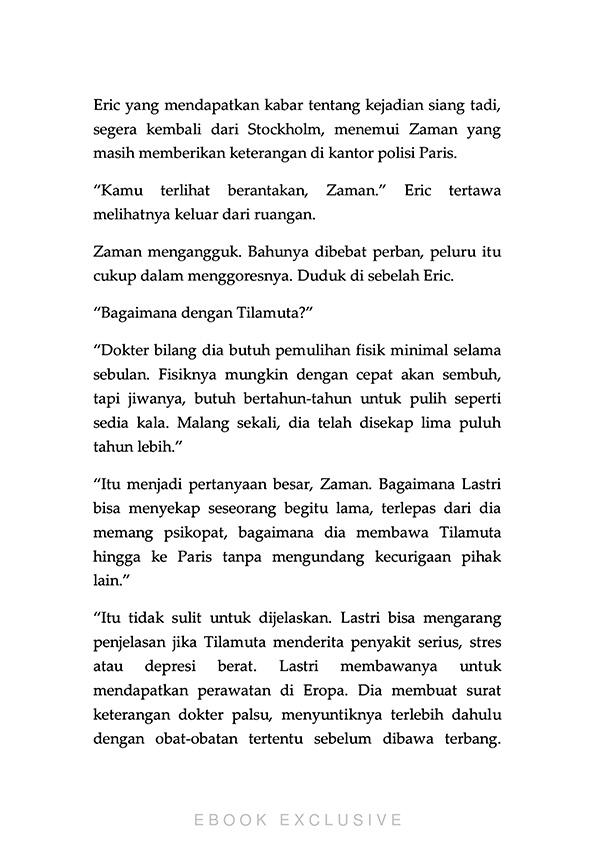 Eric yang mendapatkan kabar tentang kejadian siang tadi,
segera kembali dari Stockholm, menemui Zaman yang
masih memberikan keterangan di kantor polisi Paris.
“Kamu terlihat berantakan, Zaman.” Eric tertawa
melihatnya keluar dari ruangan.
Zaman mengangguk. Bahunya dibebat perban, peluru itu
cukup dalam menggoresnya. Duduk di sebelah Eric.
“Bagaimana dengan Tilamuta?”
“Dokter bilang dia butuh pemulihan fisik minimal selama
sebulan. Fisiknya mungkin dengan cepat akan sembuh,
tapi jiwanya, butuh bertahun-tahun untuk pulih seperti
sedia kala. Malang sekali, dia telah disekap lima puluh
tahun lebih.”
“Itu menjadi pertanyaan besar, Zaman. Bagaimana Lastri
bisa menyekap seseorang begitu lama, terlepas dari dia
memang psikopat, bagaimana dia membawa Tilamuta
hingga ke Paris tanpa mengundang kecurigaan pihak
lain.”
“Itu tidak sulit untuk dijelaskan. Lastri bisa mengarang
penjelasan jika Tilamuta menderita penyakit serius, stres
atau depresi berat. Lastri membawanya untuk
mendapatkan perawatan di Eropa. Dia membuat surat
keterangan dokter palsu, menyuntiknya terlebih dahulu
dengan obat-obatan tertentu sebelum dibawa terbang.
EBOOK EXCLUSIVE